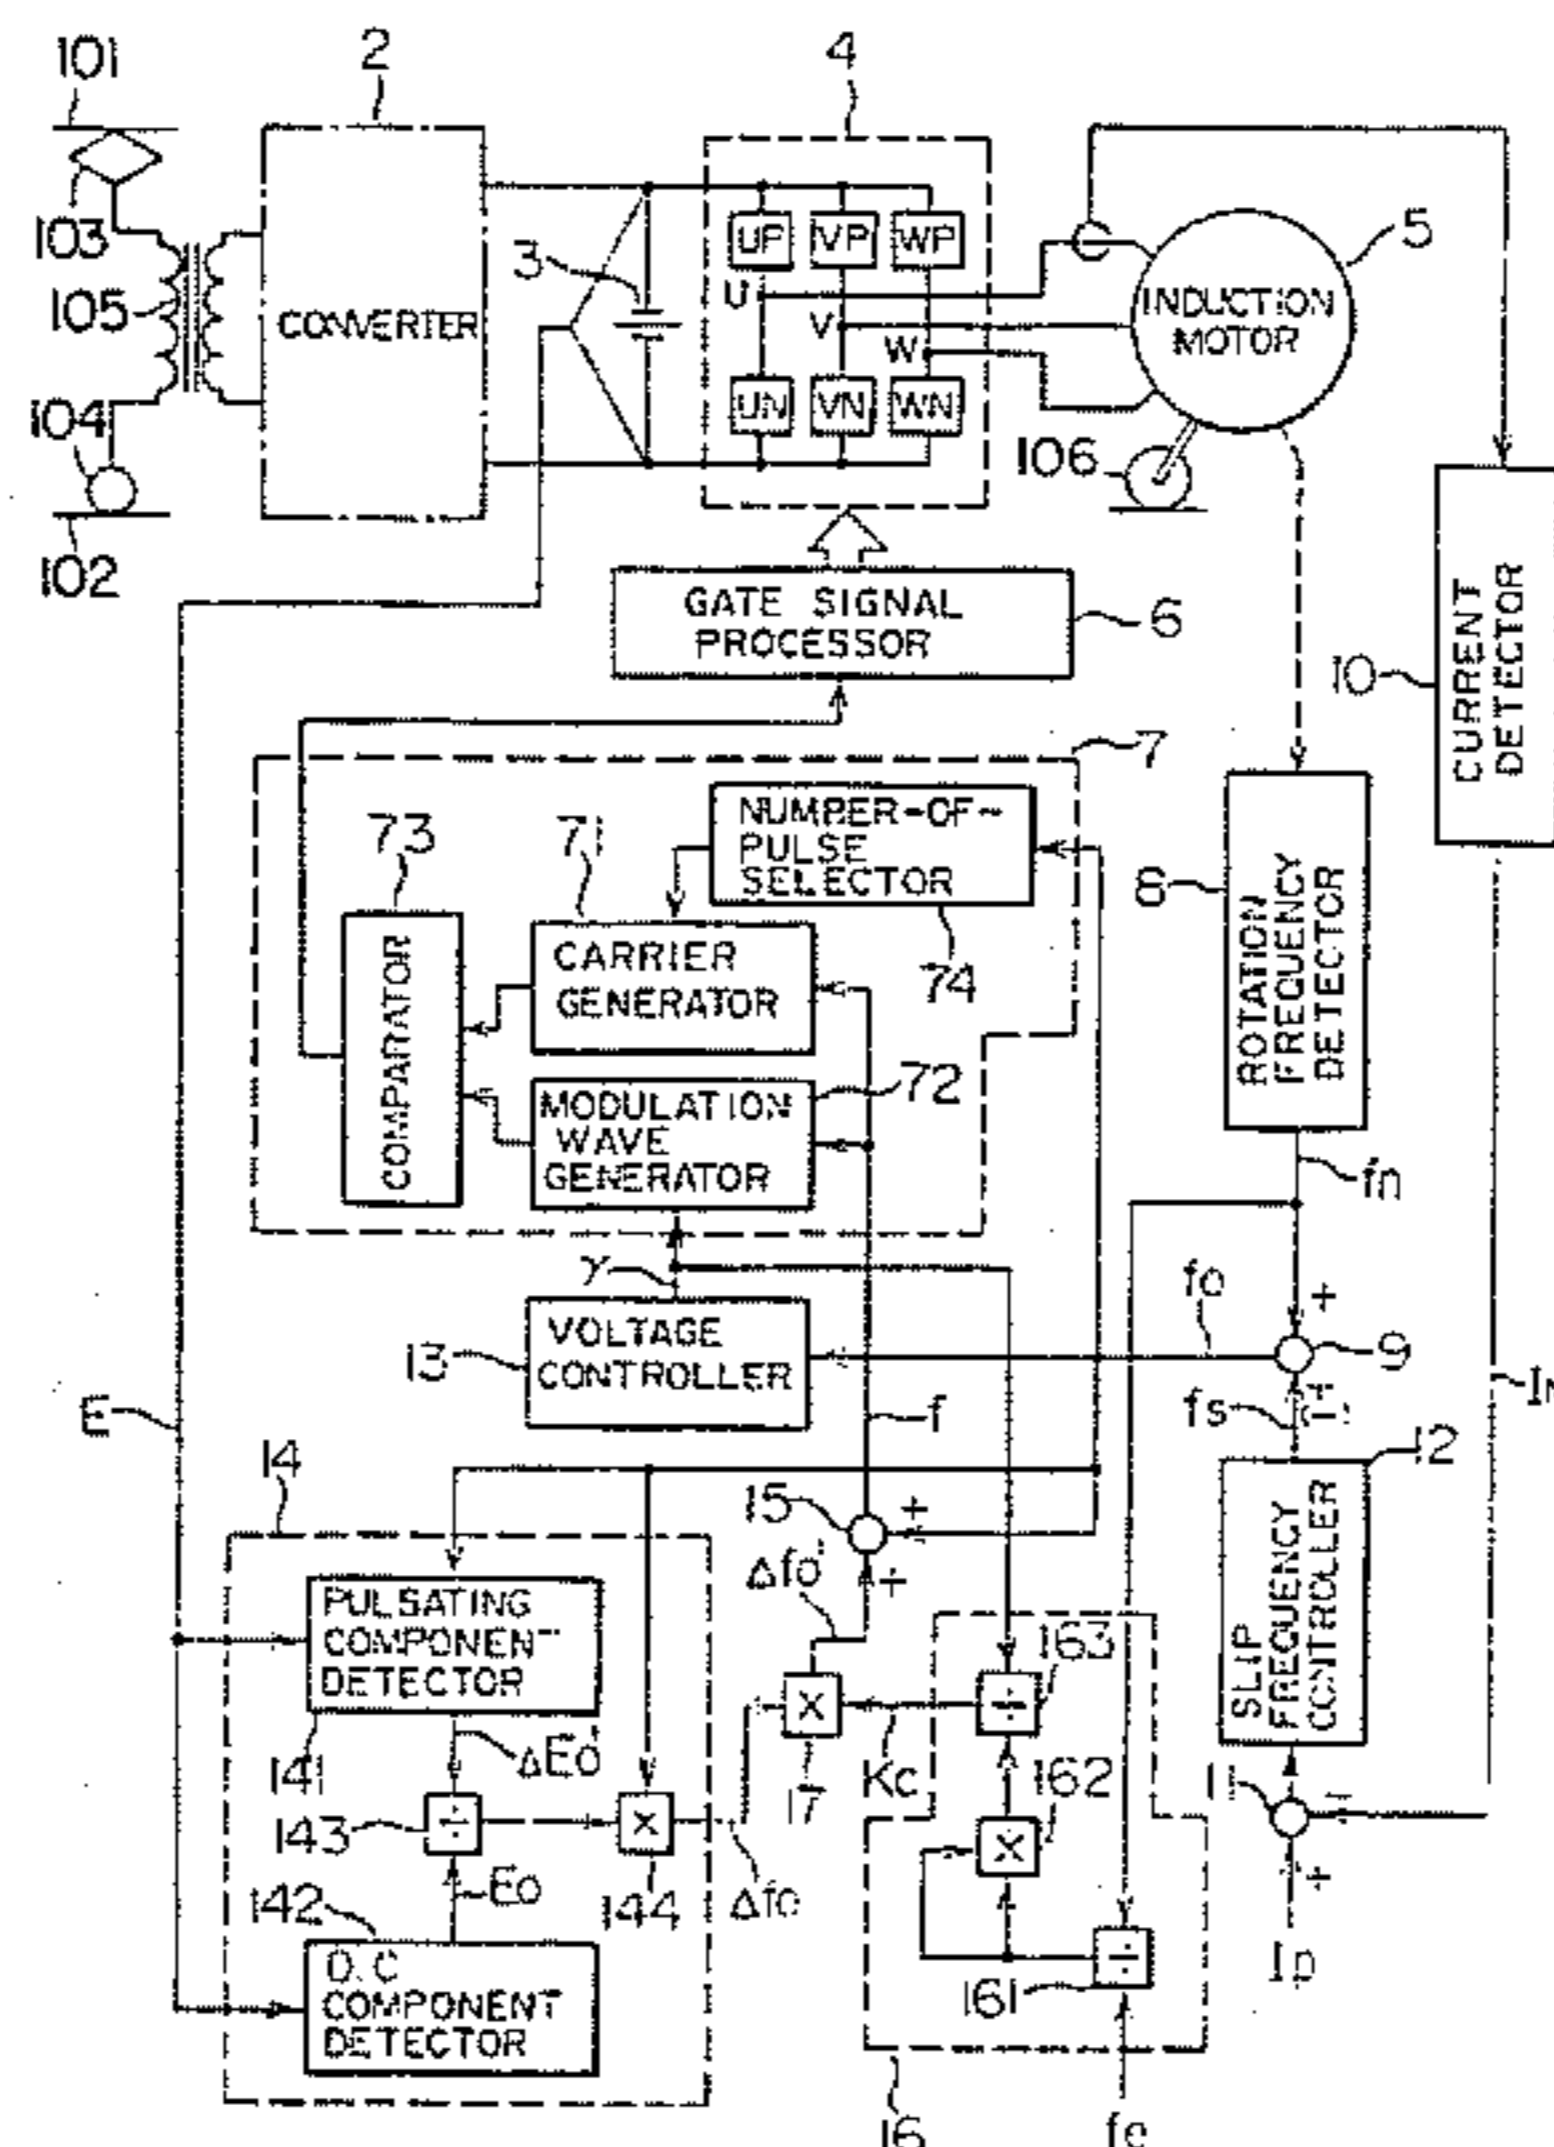 101
2
4
103
105
CONVERTER
3
UP VP WP
U
V
W
UN VN WN
INDUCTION
MOTOR
5
104
102
106
GATE SIGNAL
PROCESSOR
6
10
CURRENT
DETECTOR
7
73
71
NUMBER-OF-
PULSE
SELECTOR
74
8
ROTATION
FREQUENCY
DETECTOR
COMPARATOR
CARRIER
GENERATOR
72
MODULATION
WAVE
GENERATOR
fn
γ
fo
+
13
VOLTAGE
CONTROLLER
9
E
f
fs
12
14
15
+
Δfo'
+
SLIP
FREQUENCY
CONTROLLER
PULSATING
COMPONENT
DETECTOR
163
÷
×
141
ΔEo'
17
Kc
162
11
-
143
÷
×
×
+
Eo
144
Δfo
142
÷
161
Ip
D.C
COMPONENT
DETECTOR
16